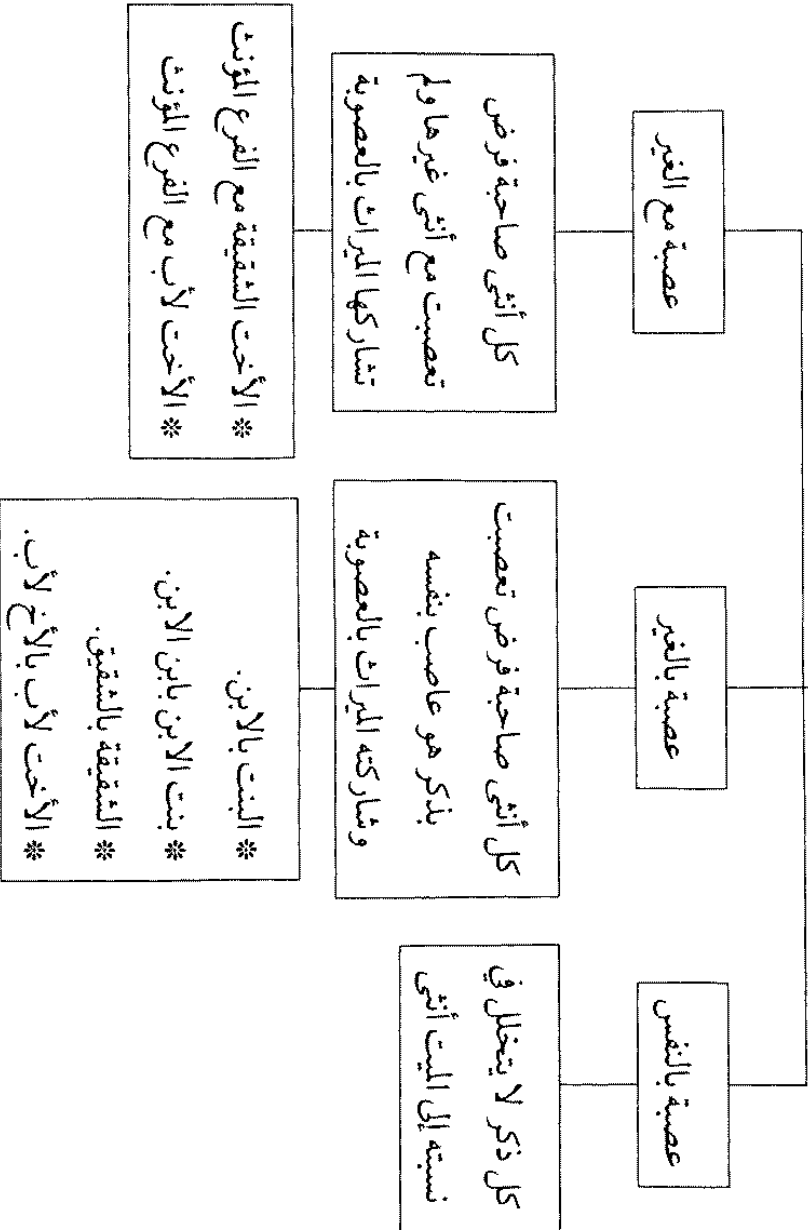 عصبة بالنفس
كل ذكر لا يتخلل في
نسبته إلى الميت أنثى
عصبة بالغير
كل أنثى صاحبة فرض تعصبت
بذكر هو عاصب بنفسه
وشاركته الميراث بالعصوبة
* البنت بالابن.
* بنت الابن بابن الابن.
* الشقيقة بالشقيق.
* الأخت لأب بالأخ لأب.
عصبة مع الغير
كل أنثى صاحبة فرض
تعصبت مع أنثى غيرها ولم
تشاركها الميراث بالعصوبة
* الأخت الشقيقة مع الفرع المؤنث
* الأخت لأب مع الفرع المؤنث